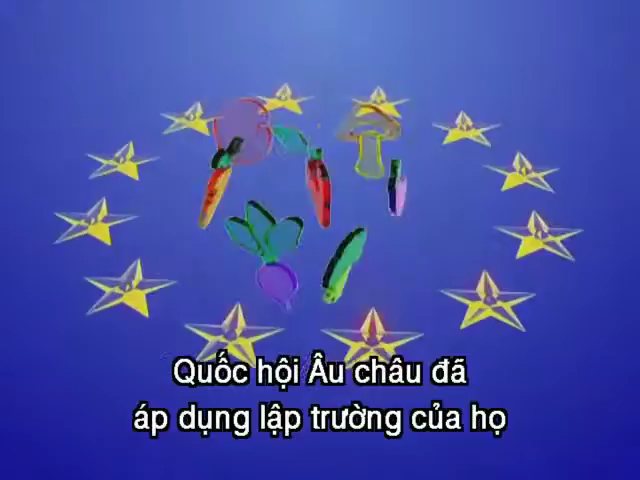 Quốc hội Âu châu đã
áp dụng lập trường của họ